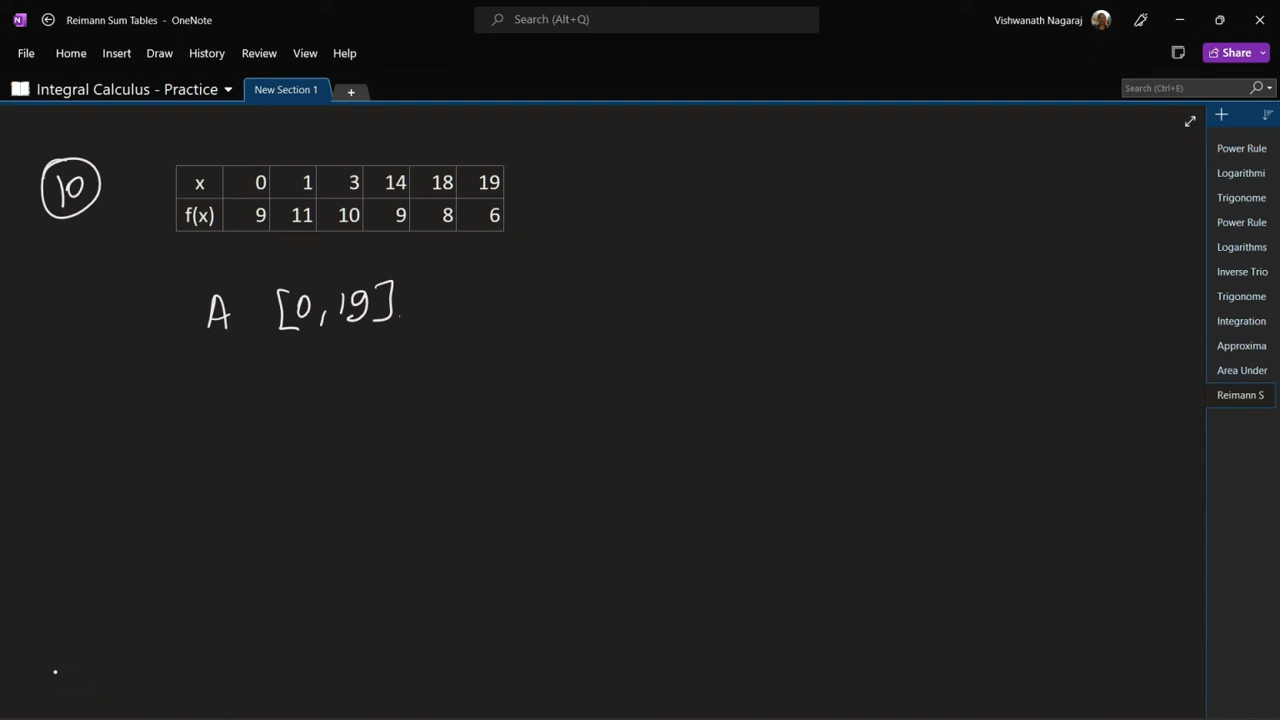 Reimann Sum Tables - OneNote
Search (Alt+Q)
Vishwanath Nagaraj
File Home Insert Draw History Review View Help
Share
Integral Calculus - Practice
New Section 1
+
Search (Ctrl+E)
Power Rule
Logarithmi
Trigonome
Power Rule
Logarithms
Inverse Trio
Trigonome
Integration
Approxima
Area Under
Reimann S
10
x 0 1 3 14 18 19
f(x) 9 11 10 9 8 6
A [0, 19].